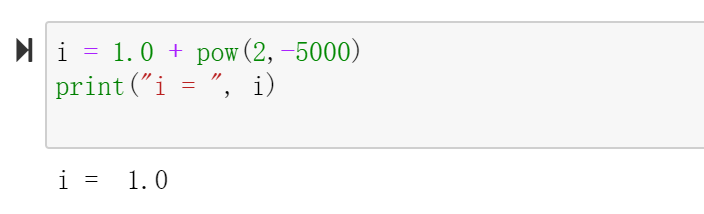 i = 1.0 + pow(2,-5000)
print("i = ", i)
i =  1.0